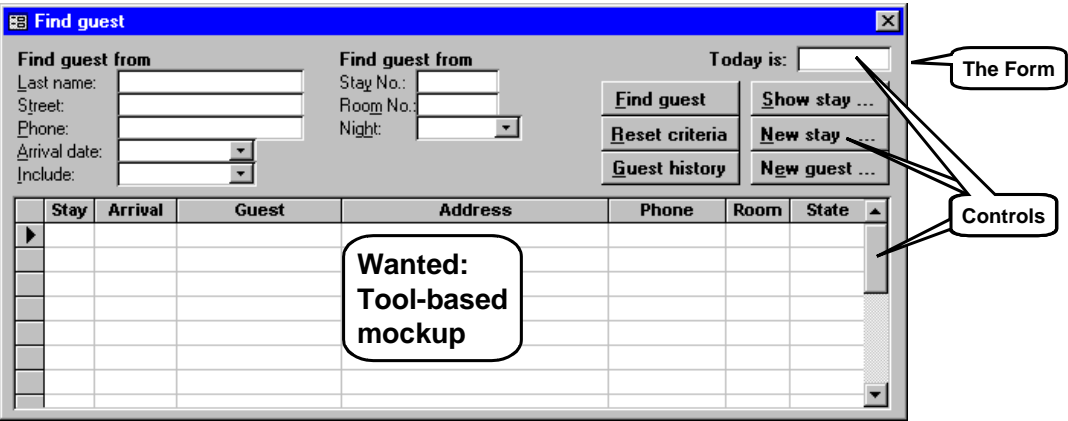 Find guest
Find guest from
Last name:
Street:
Phone:
Arrival date:
Include:
Find guest from
Stay No.:
Room No.:
Night:
Today is:
Find guest
Show stay ...
Reset criteria
New stay ...
Guest history
New guest ...
The Form
Controls
Stay Arrival Guest Address Phone Room State
Wanted:
Tool-based
mockup